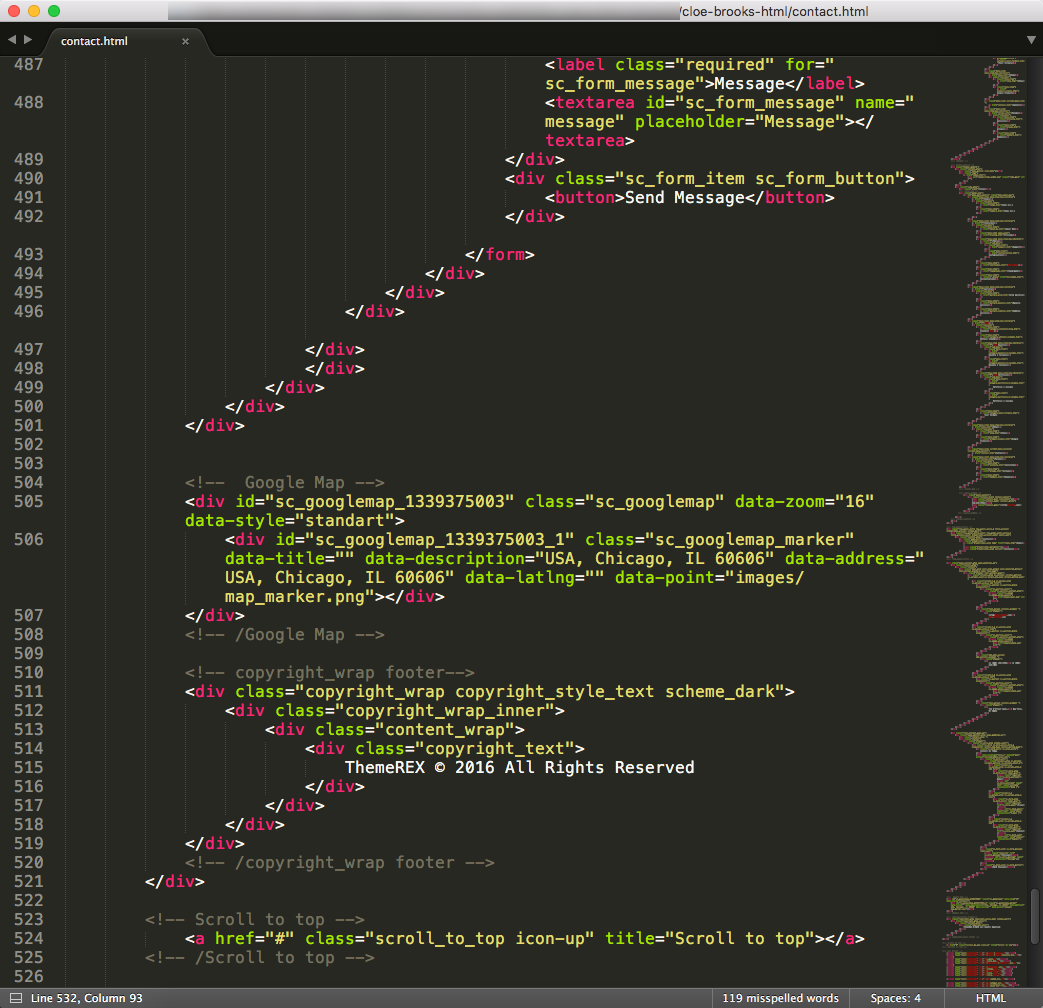 /cloe-brooks-html/contact.html
contact.html ×
487 <label class="required" for="
sc_form_message">Message</label>
488 <textarea id="sc_form_message" name="
message" placeholder="Message"></
textarea>
489 </div>
490 <div class="sc_form_item sc_form_button">
491 <button>Send Message</button>
492 </div>
493 </form>
494 </div>
495 </div>
496 </div>
497 </div>
498 </div>
499 </div>
500 </div>
501 </div>
502
503
504 <!--  Google Map -->
505 <div id="sc_googlemap_1339375003" class="sc_googlemap" data-zoom="16"
data-style="standart">
506 <div id="sc_googlemap_1339375003_1" class="sc_googlemap_marker"
data-title="" data-description="USA, Chicago, IL 60606" data-address="
USA, Chicago, IL 60606" data-latlng="" data-point="images/
map_marker.png"></div>
507 </div>
508 <!-- /Google Map -->
509
510 <!-- copyright_wrap footer-->
511 <div class="copyright_wrap copyright_style_text scheme_dark">
512 <div class="copyright_wrap_inner">
513 <div class="content_wrap">
514 <div class="copyright_text">
515 ThemeREX © 2016 All Rights Reserved
516 </div>
517 </div>
518 </div>
519 </div>
520 <!-- /copyright_wrap footer -->
521 </div>
522
523 <!-- Scroll to top -->
524 <a href="#" class="scroll_to_top icon-up" title="Scroll to top"></a>
525 <!-- /Scroll to top -->
526
Line 532, Column 93 119 misspelled words Spaces: 4 HTML